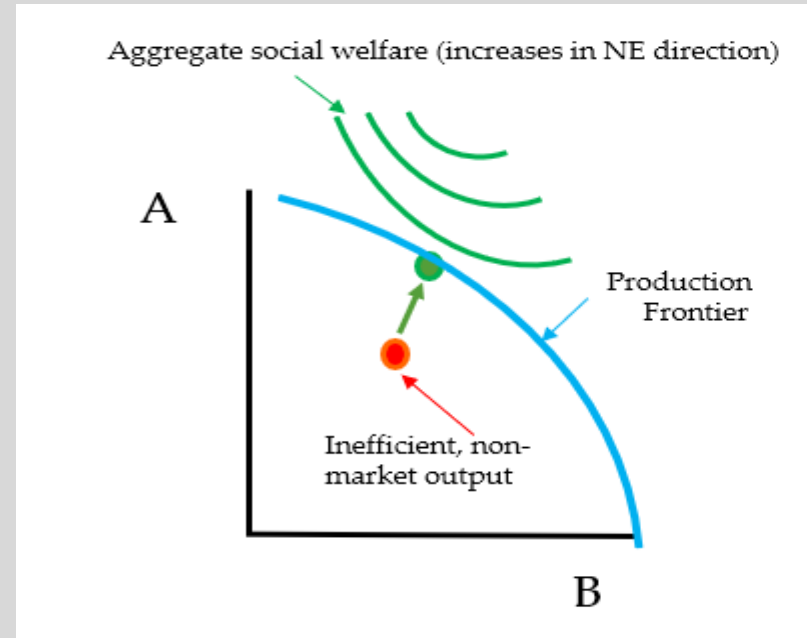 Aggregate social welfare (increases in NE direction)
A
Production
Frontier
Inefficient, non-
market output
B